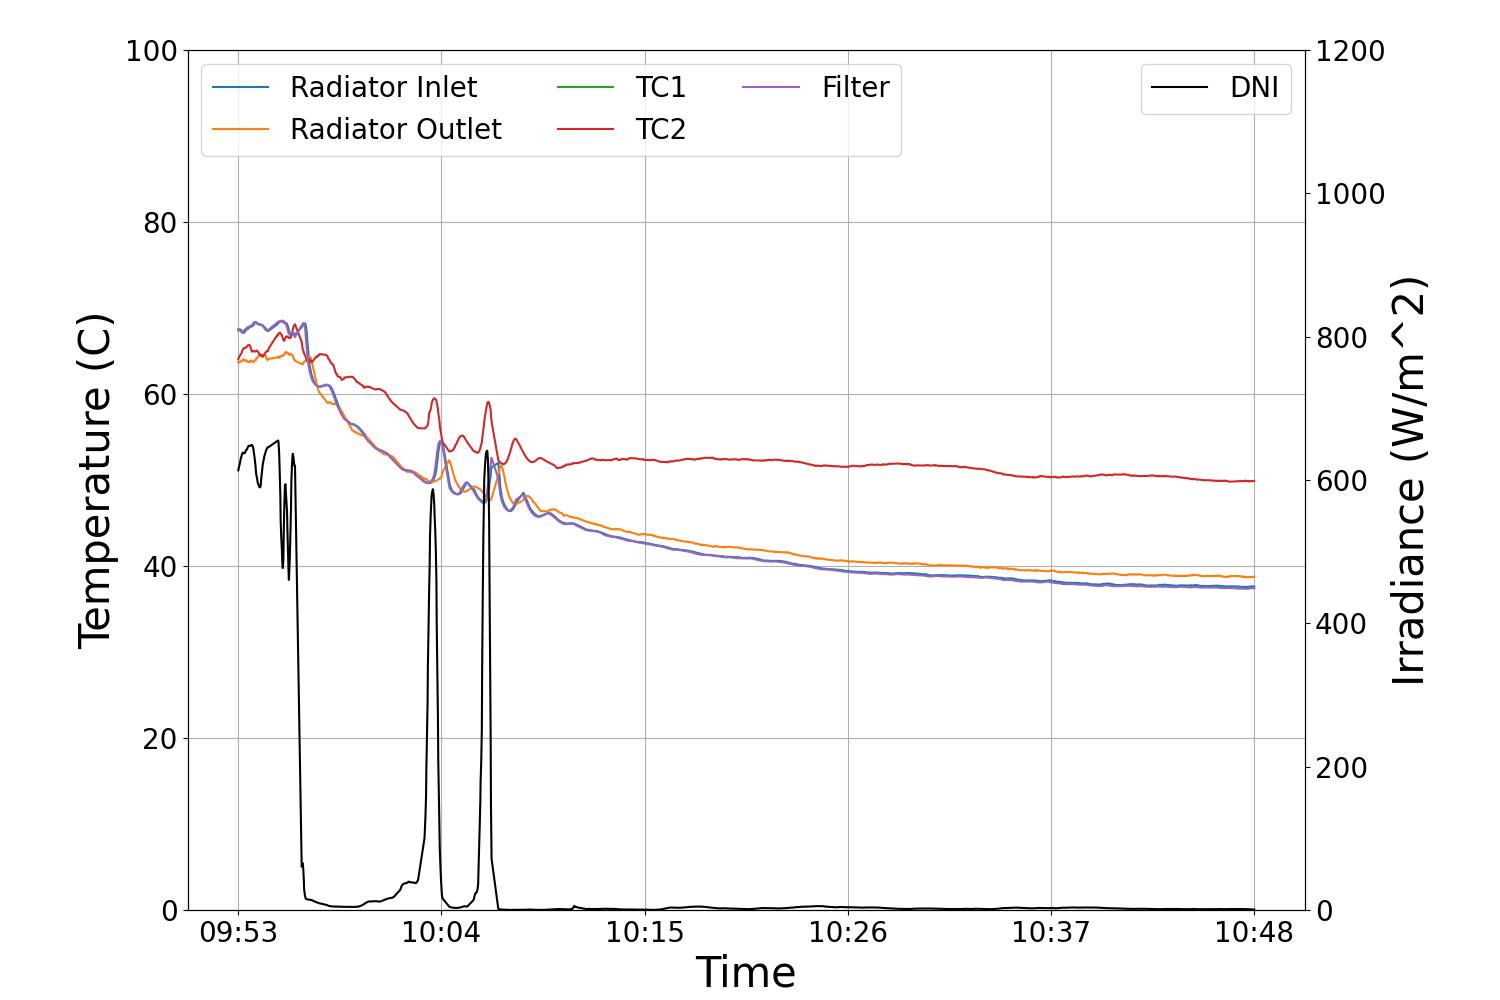 100
80
60
40
20
0
Temperature (C)
Radiator Inlet
Radiator Outlet
TC1
TC2
Filter
DNI
1200
1000
800
600
400
200
0
Irradiance (W/m^2)
09:53 10:04 10:15 10:26 10:37 10:48
Time